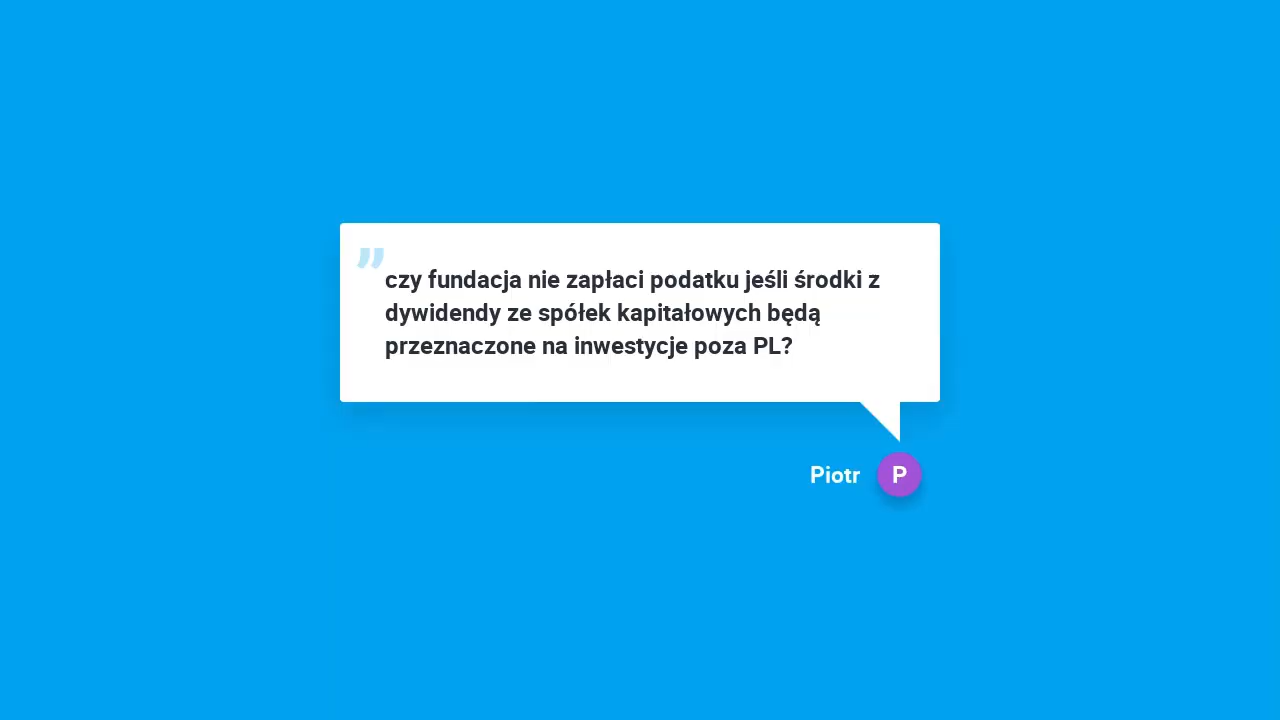 ”
czy fundacja nie zapłaci podatku jeśli środki z
dywidendy ze spółek kapitałowych będą
przeznaczone na inwestycje poza PL?
Piotr P